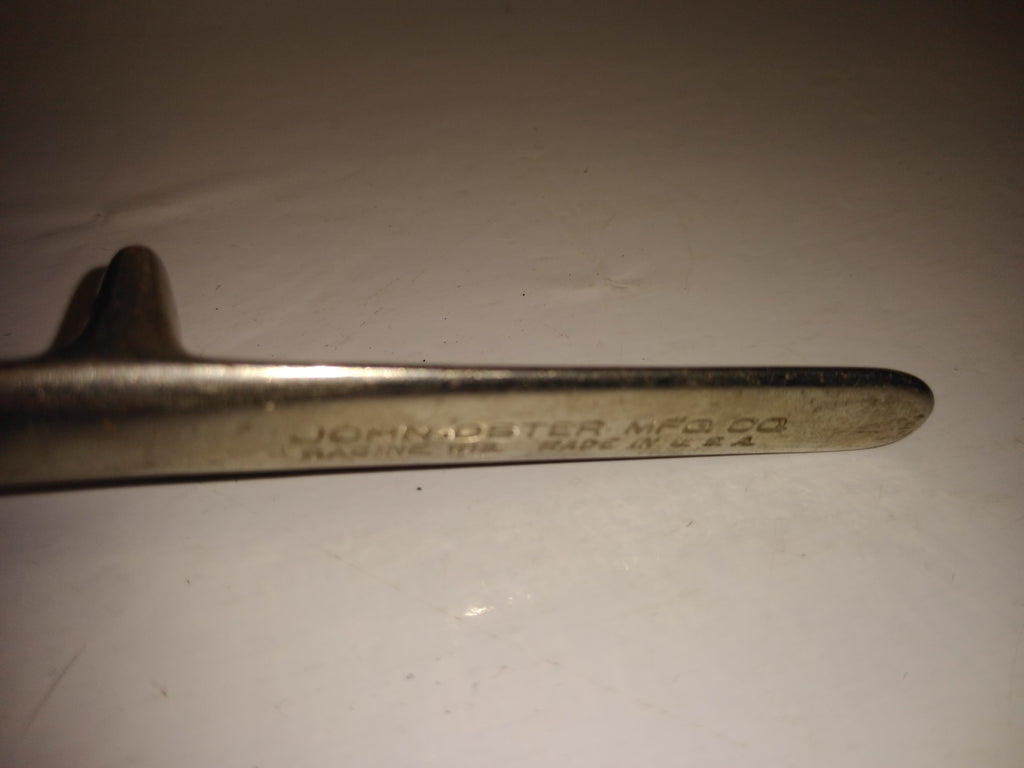 JOHN OSTER MFG CO
RACINE WIS. MADE IN U.S.A.